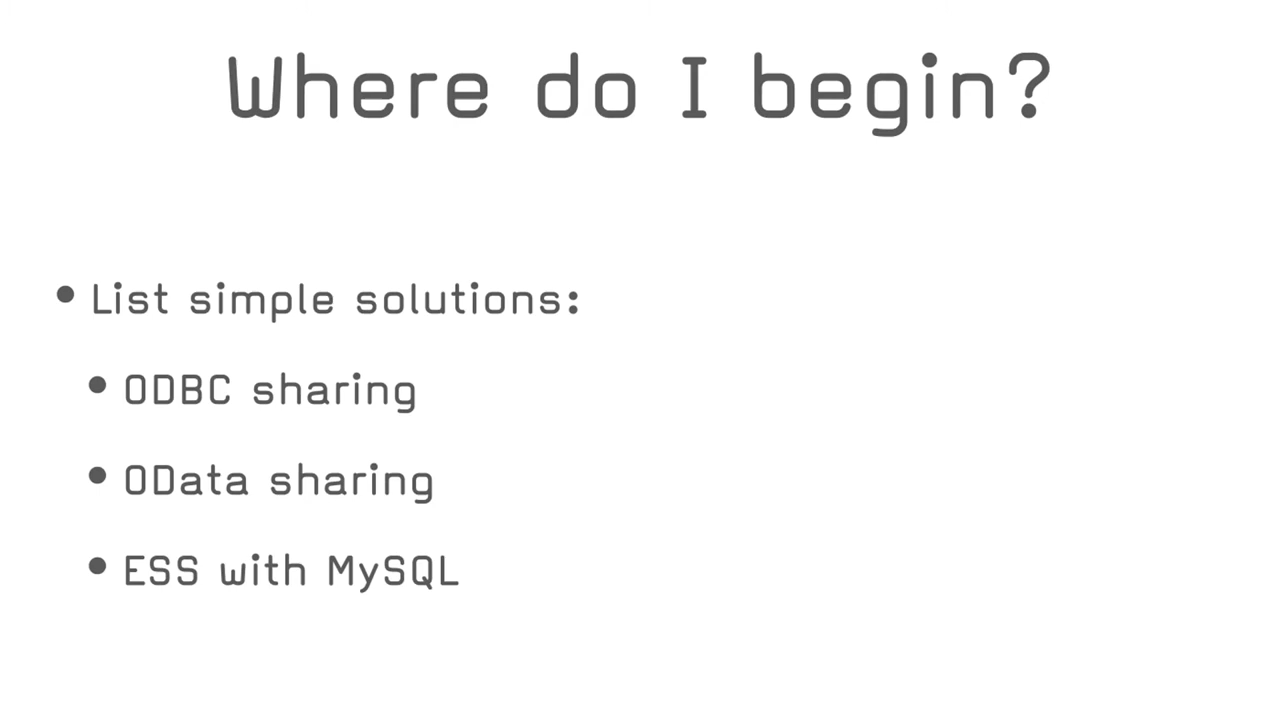 Where do I begin?
• List simple solutions:
• ODBC sharing
• OData sharing
• ESS with MySQL